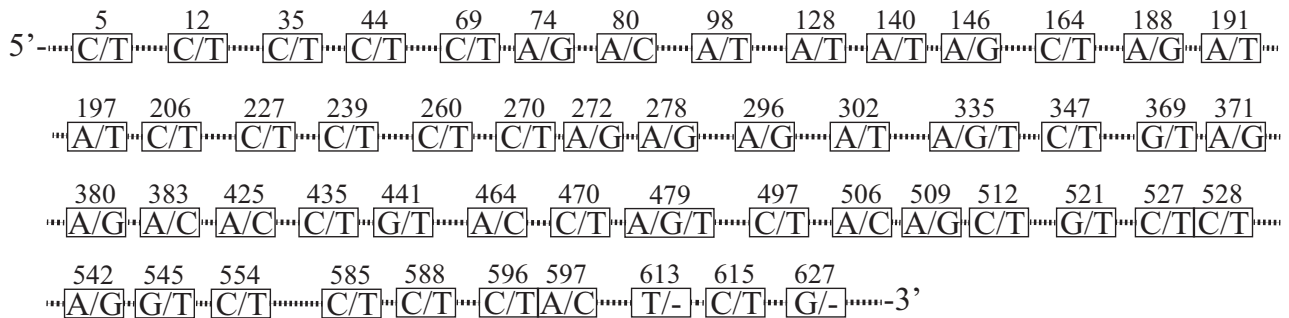 5 12 35 44 69 74 80 98 128 140 146 164 188 191
5’- C/T C/T C/T C/T C/T A/G A/C A/T A/T A/T A/G C/T A/G A/T
197 206 227 239 260 270 272 278 296 302 335 347 369 371
A/T C/T C/T C/T C/T C/T A/G A/G A/G A/T A/G/T C/T G/T A/G
380 383 425 435 441 464 470 479 497 506 509 512 521 527 528
A/G A/C A/C C/T G/T A/C C/T A/G/T C/T A/C A/G C/T G/T C/T C/T
542 545 554 585 588 596 597 613 615 627
A/G G/T C/T C/T C/T C/T A/C T/- C/T G/- -3’